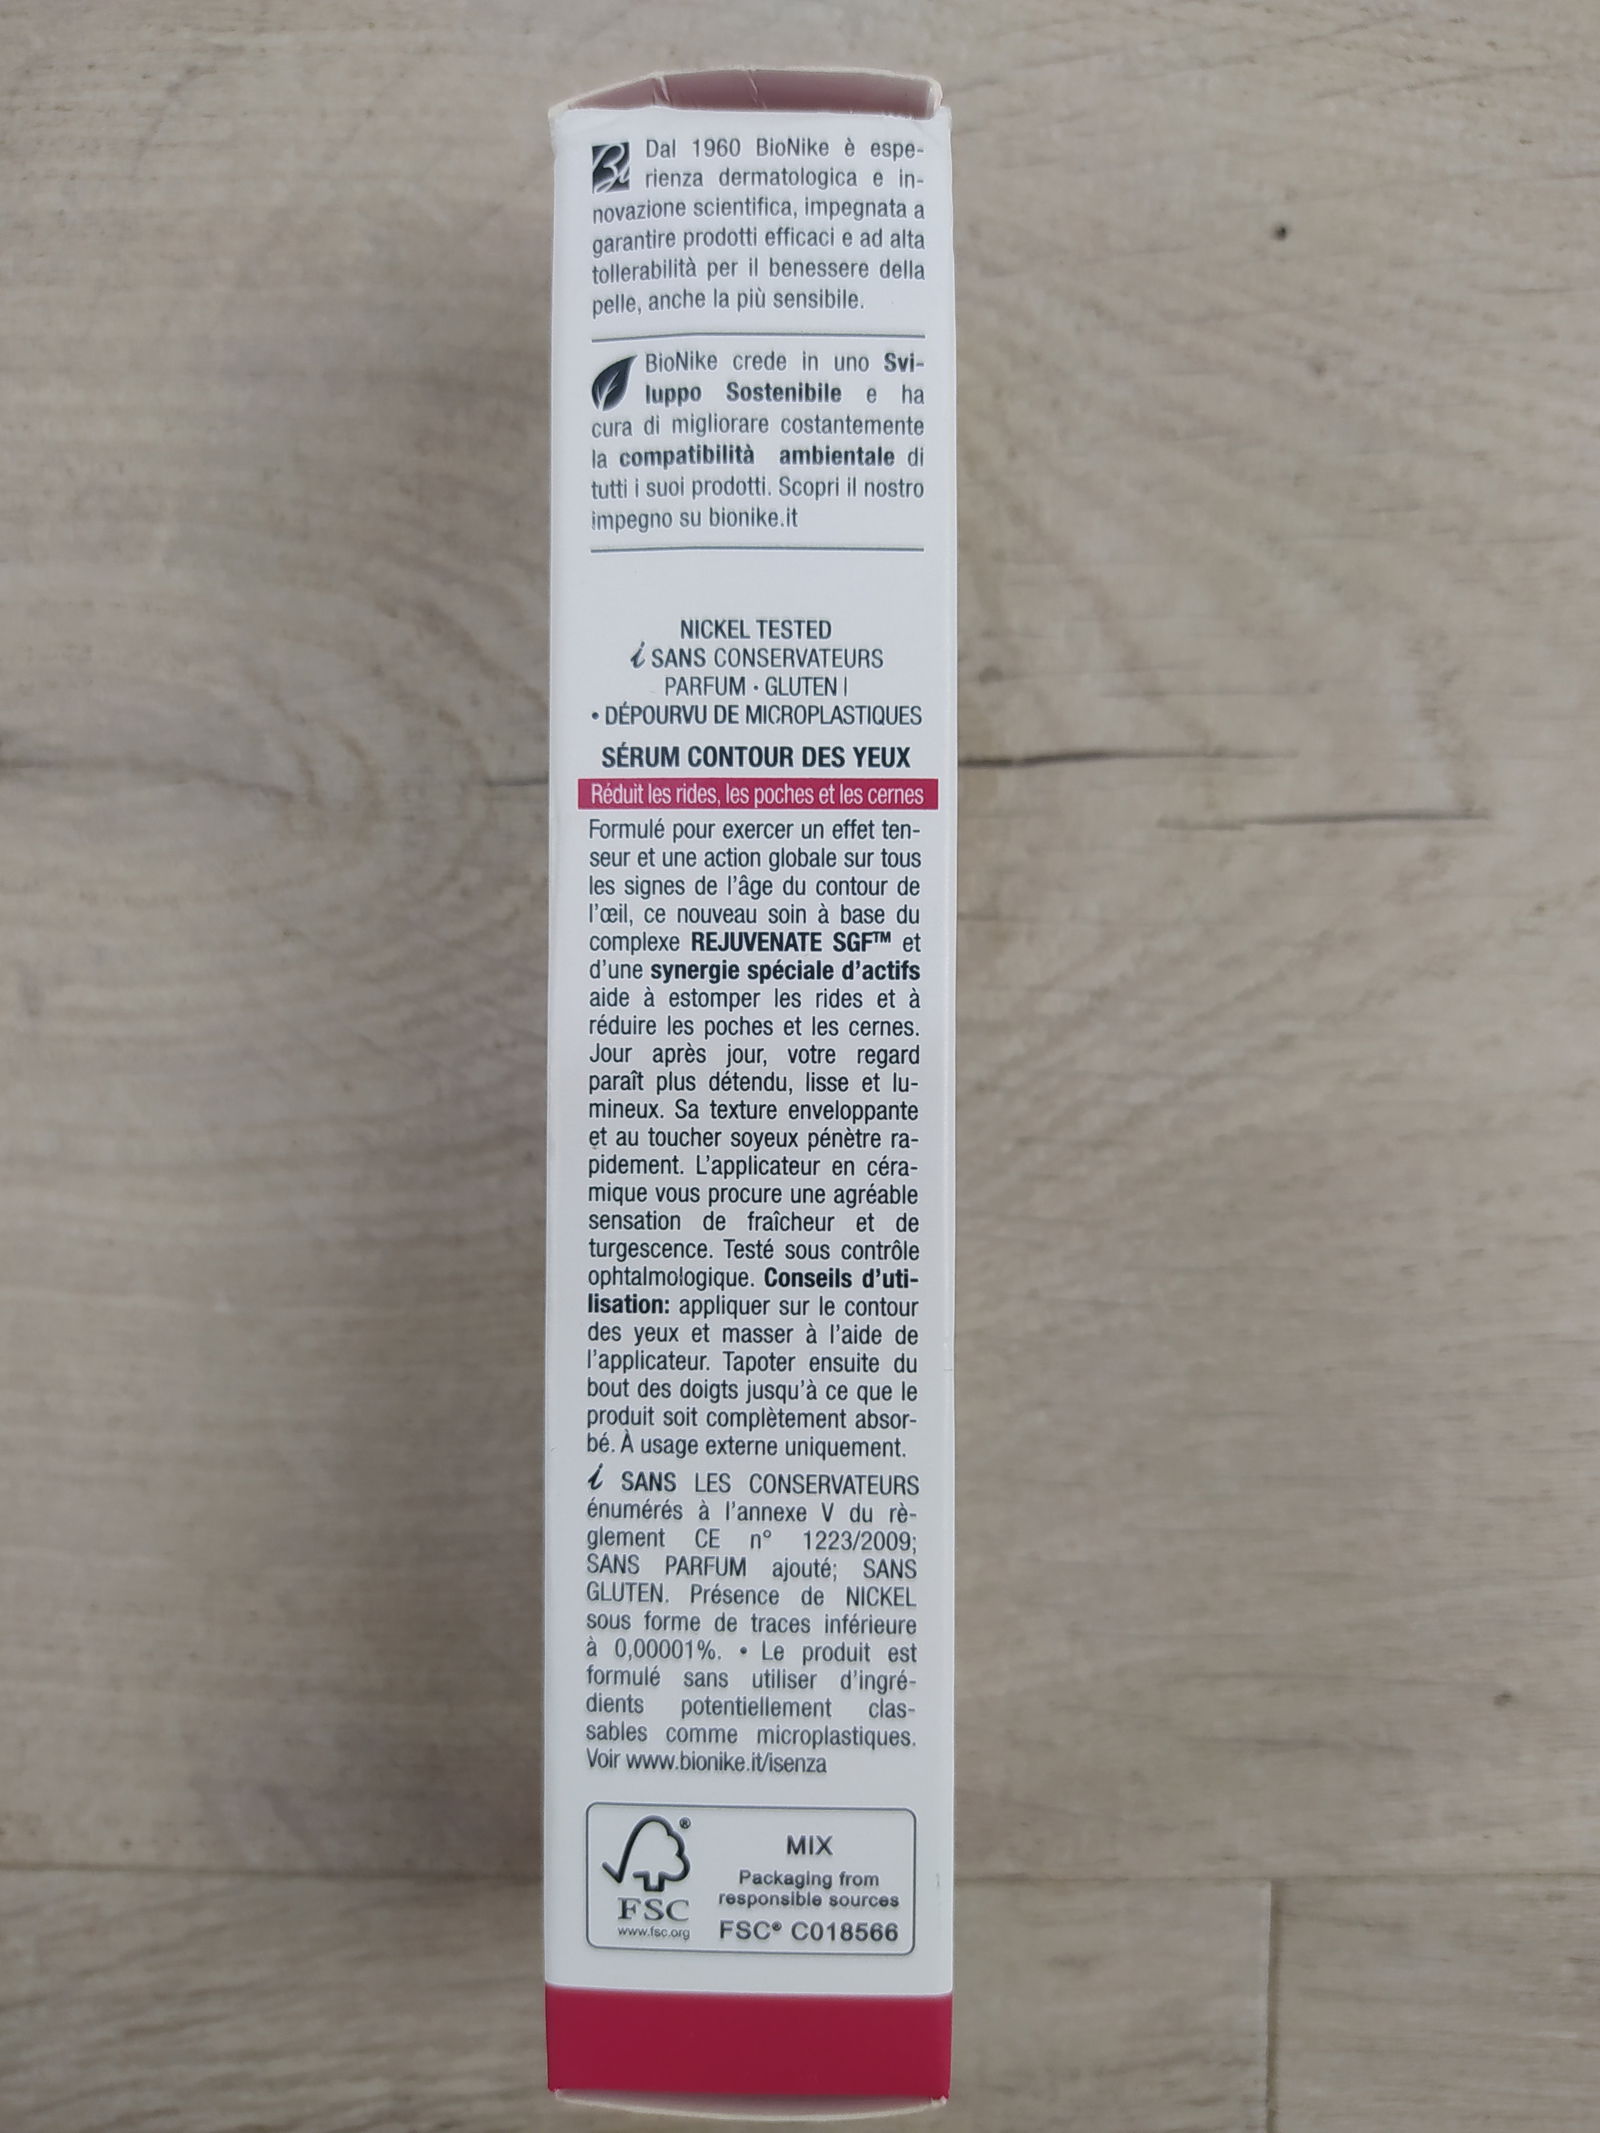 Bi Dal 1960 BioNike è espe-
rienza dermatologica e in-
novazione scientifica, impegnata a
garantire prodotti efficaci e ad alta
tollerabilità per il benessere della
pelle, anche la più sensibile.
BioNike crede in uno Svi-
luppo Sostenibile e ha
cura di migliorare costantemente
la compatibilità ambientale di
tutti i suoi prodotti. Scopri il nostro
impegno su bionike.it
NICKEL TESTED
i SANS CONSERVATEURS
PARFUM • GLUTEN |
• DÉPOURVU DE MICROPLASTIQUES
SÉRUM CONTOUR DES YEUX
Réduit les rides, les poches et les cernes
Formulé pour exercer un effet ten-
seur et une action globale sur tous
les signes de l'âge du contour de
l'œil, ce nouveau soin à base du
complexe REJUVENATE SGF™ et
d'une synergie spéciale d'actifs
aide à estomper les rides et à
réduire les poches et les cernes.
Jour après jour, votre regard
paraît plus détendu, lisse et lu-
mineux. Sa texture enveloppante
et au toucher soyeux pénètre ra-
pidement. L'applicateur en céra-
mique vous procure une agréable
sensation de fraîcheur et de
turgescence. Testé sous contrôle
ophtalmologique. Conseils d'uti-
lisation: appliquer sur le contour
des yeux et masser à l'aide de
l'applicateur. Tapoter ensuite du
bout des doigts jusqu'à ce que le
produit soit complètement absor-
bé. À usage externe uniquement.
i SANS LES CONSERVATEURS
énumérés à l'annexe V du rè-
glement CE n° 1223/2009;
SANS PARFUM ajouté; SANS
GLUTEN. Présence de NICKEL
sous forme de traces inférieure
à 0,00001%. • Le produit est
formulé sans utiliser d'ingré-
dients potentiellement clas-
sables comme microplastiques.
Voir www.bionike.it/isenza
®
FSC
www.fsc.org
MIX
Packaging from
responsible sources
FSC® C018566